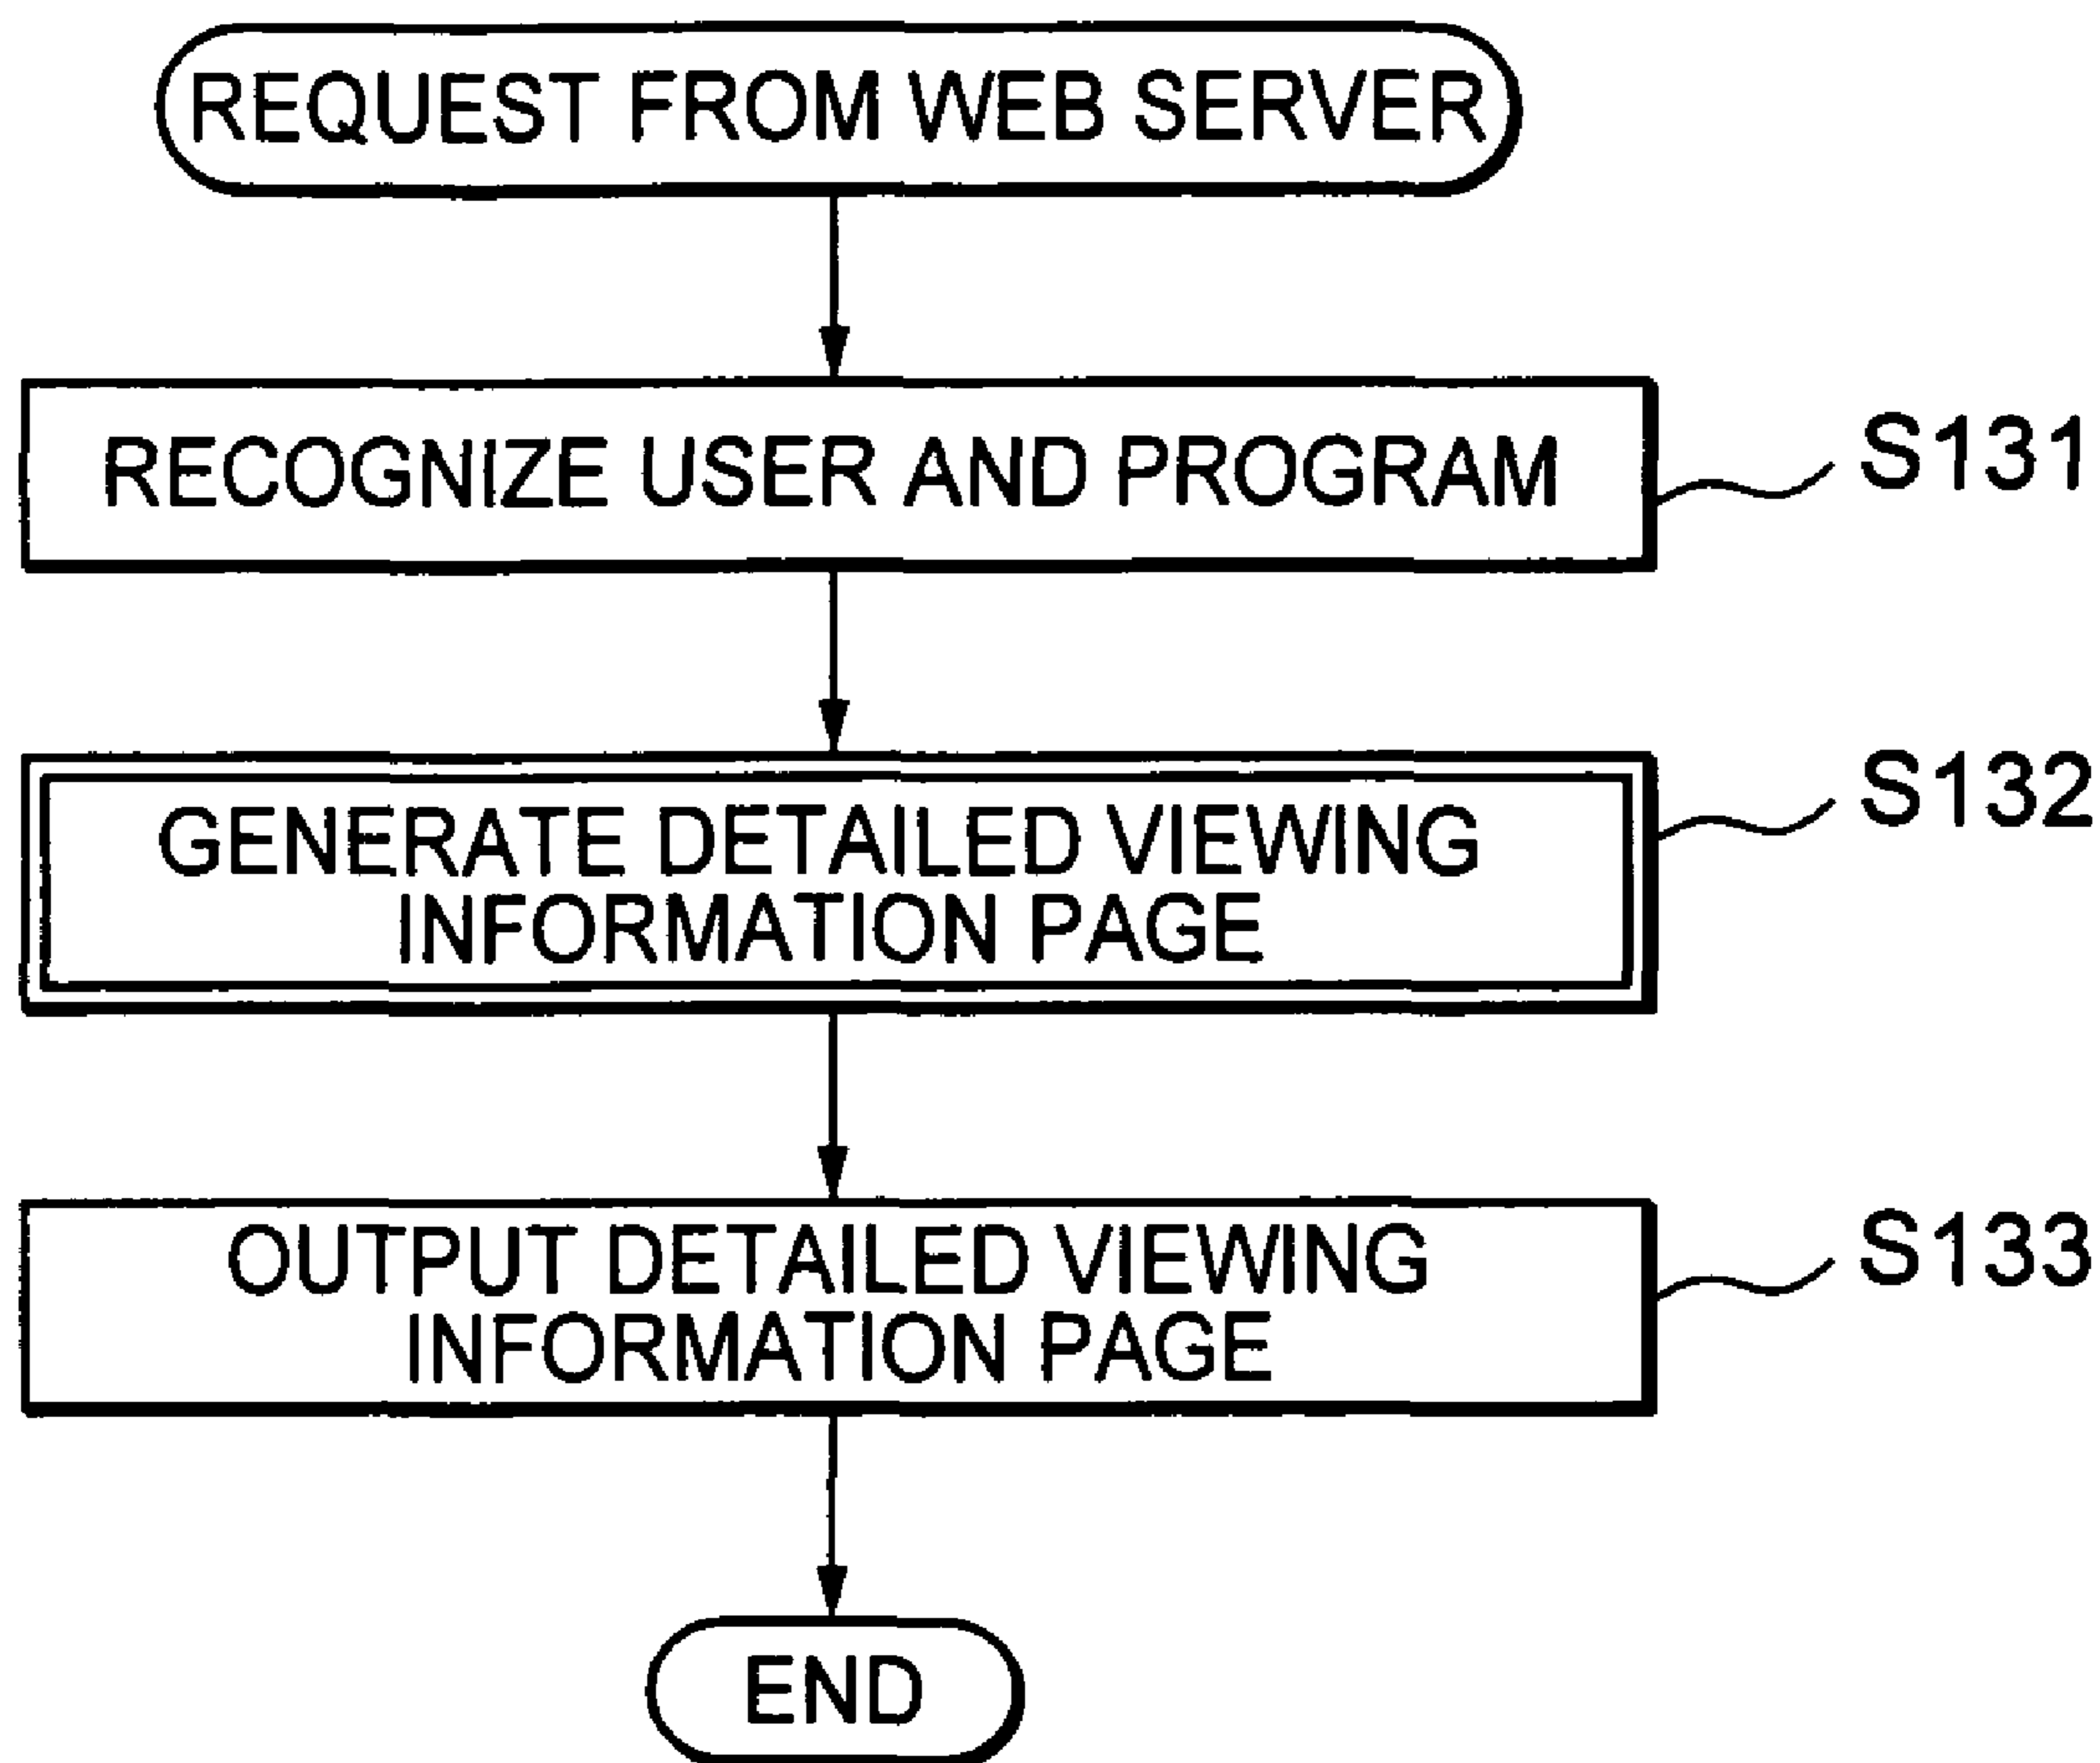 REQUEST FROM WEB SERVER
RECOGNIZE USER AND PROGRAM
S131
GENERATE DETAILED VIEWING
INFORMATION PAGE
S132
OUTPUT DETAILED VIEWING
INFORMATION PAGE
S133
END